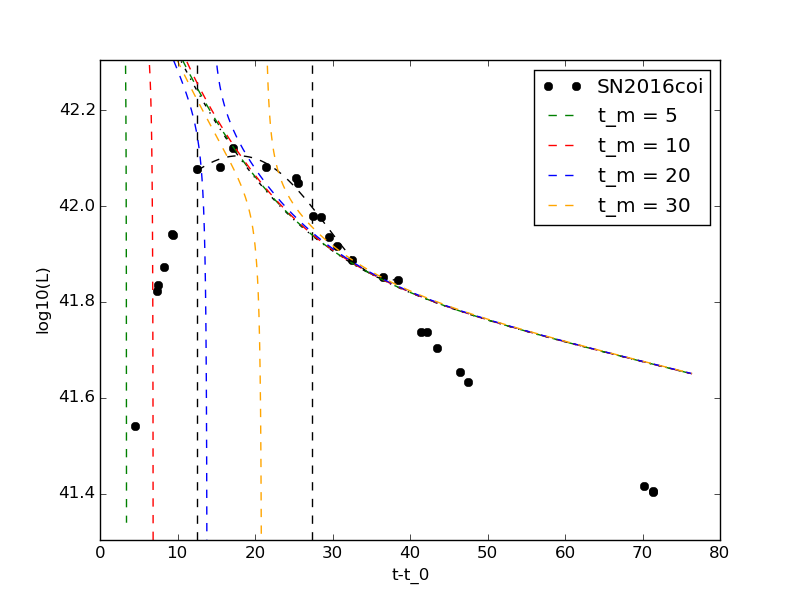 42.2
42.0
41.8
41.6
41.4
log10(L)
SN2016coi
t_m = 5
t_m = 10
t_m = 20
t_m = 30
0 10 20 30 40 50 60 70 80
t-t_0